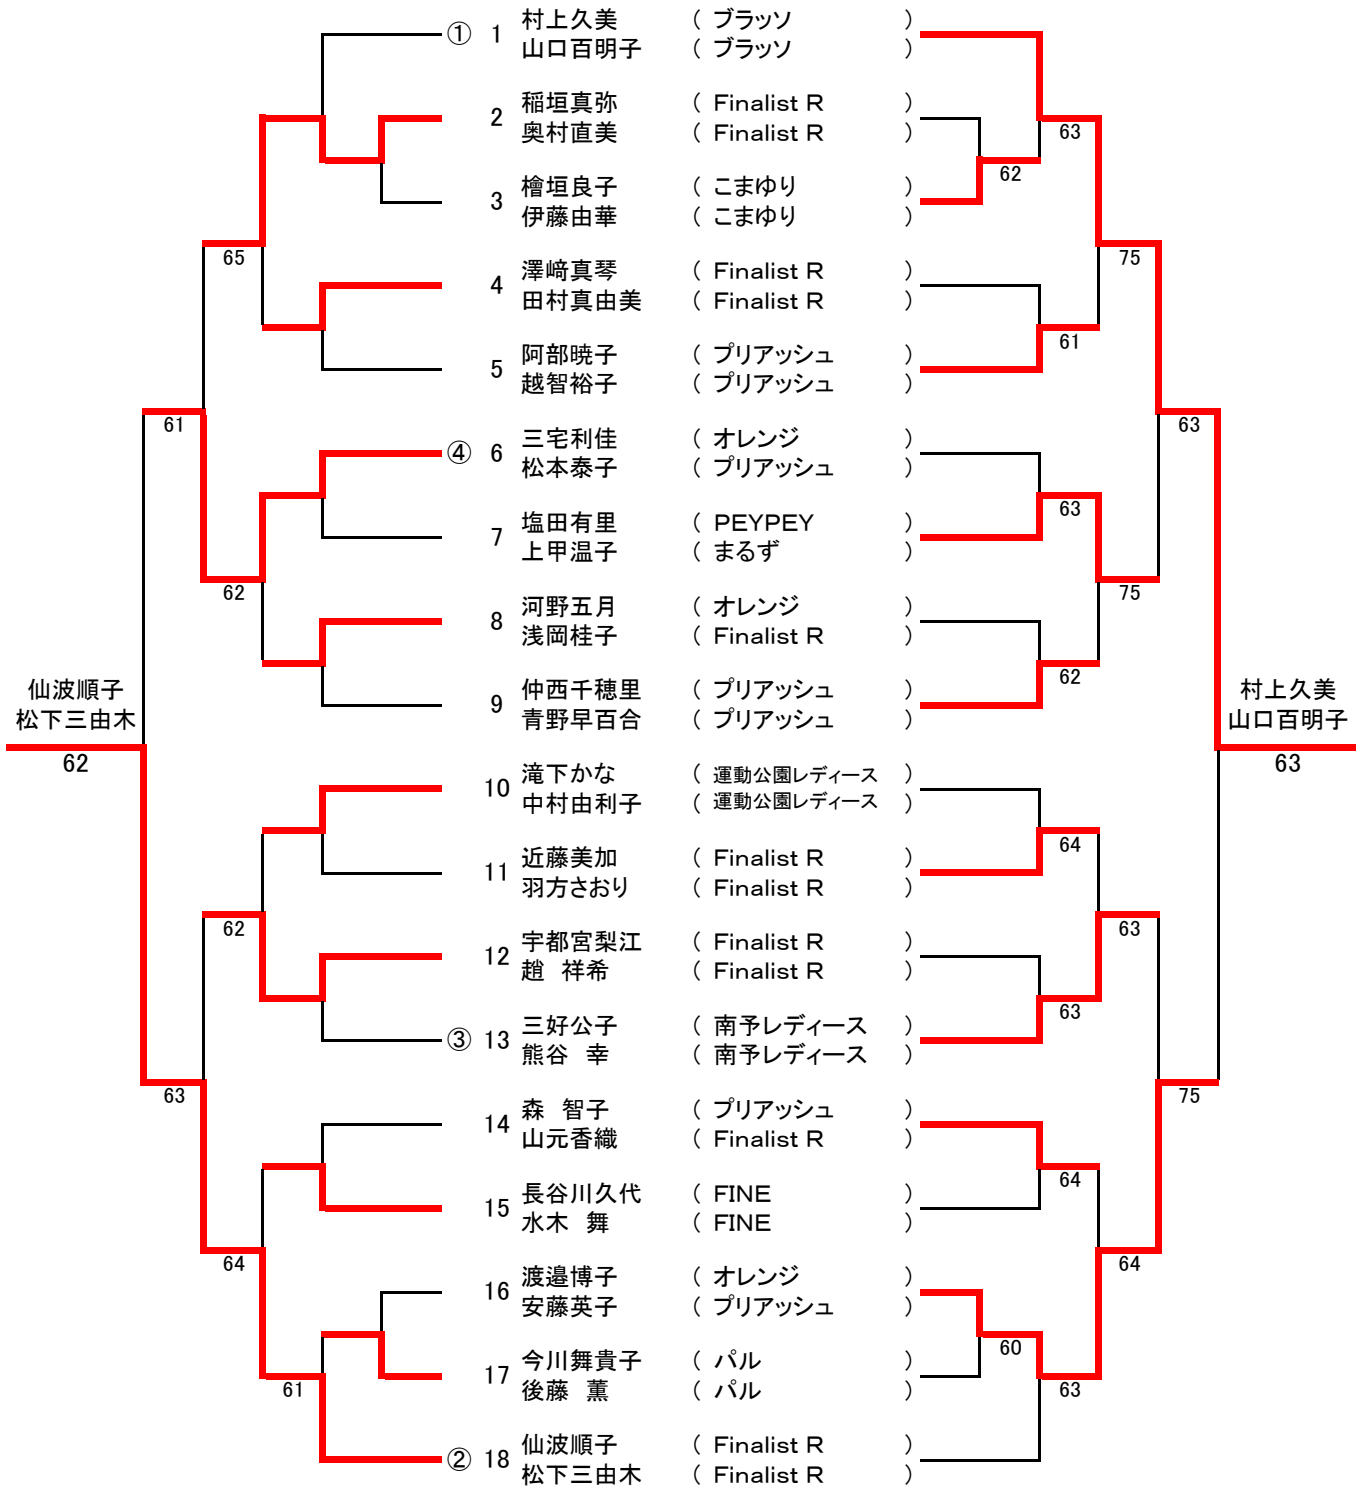 ① 1 村上久美 ( ブラッソ )
山口百明子 ( ブラッソ )
2 稲垣真弥 ( Finalist R )
奥村直美 ( Finalist R )
63
62
3 檜垣良子 ( こまゆり )
伊藤由華 ( こまゆり )
65
75
4 澤﨑真琴 ( Finalist R )
田村真由美 ( Finalist R )
61
5 阿部暁子 ( プリアッシュ )
越智裕子 ( プリアッシュ )
61
63
④ 6 三宅利佳 ( オレンジ )
松本泰子 ( プリアッシュ )
63
7 塩田有里 ( PEYPEY )
上甲温子 ( まるず )
62
75
8 河野五月 ( オレンジ )
浅岡桂子 ( Finalist R )
62
9 仲西千穂里 ( プリアッシュ )
青野早百合 ( プリアッシュ )
仙波順子
松下三由木
62
村上久美
山口百明子
63
10 滝下かな ( 運動公園レディース )
中村由利子 ( 運動公園レディース )
64
11 近藤美加 ( Finalist R )
羽方さおり ( Finalist R )
62
63
12 宇都宮梨江 ( Finalist R )
趙 祥希 ( Finalist R )
63
③ 13 三好公子 ( 南予レディース )
熊谷 幸 ( 南予レディース )
63
75
14 森 智子 ( プリアッシュ )
山元香織 ( Finalist R )
64
15 長谷川久代 ( FINE )
水木 舞 ( FINE )
64
64
16 渡邉博子 ( オレンジ )
安藤英子 ( プリアッシュ )
60
17 今川舞貴子 ( パル )
後藤 薫 ( パル )
61
63
② 18 仙波順子 ( Finalist R )
松下三由木 ( Finalist R )